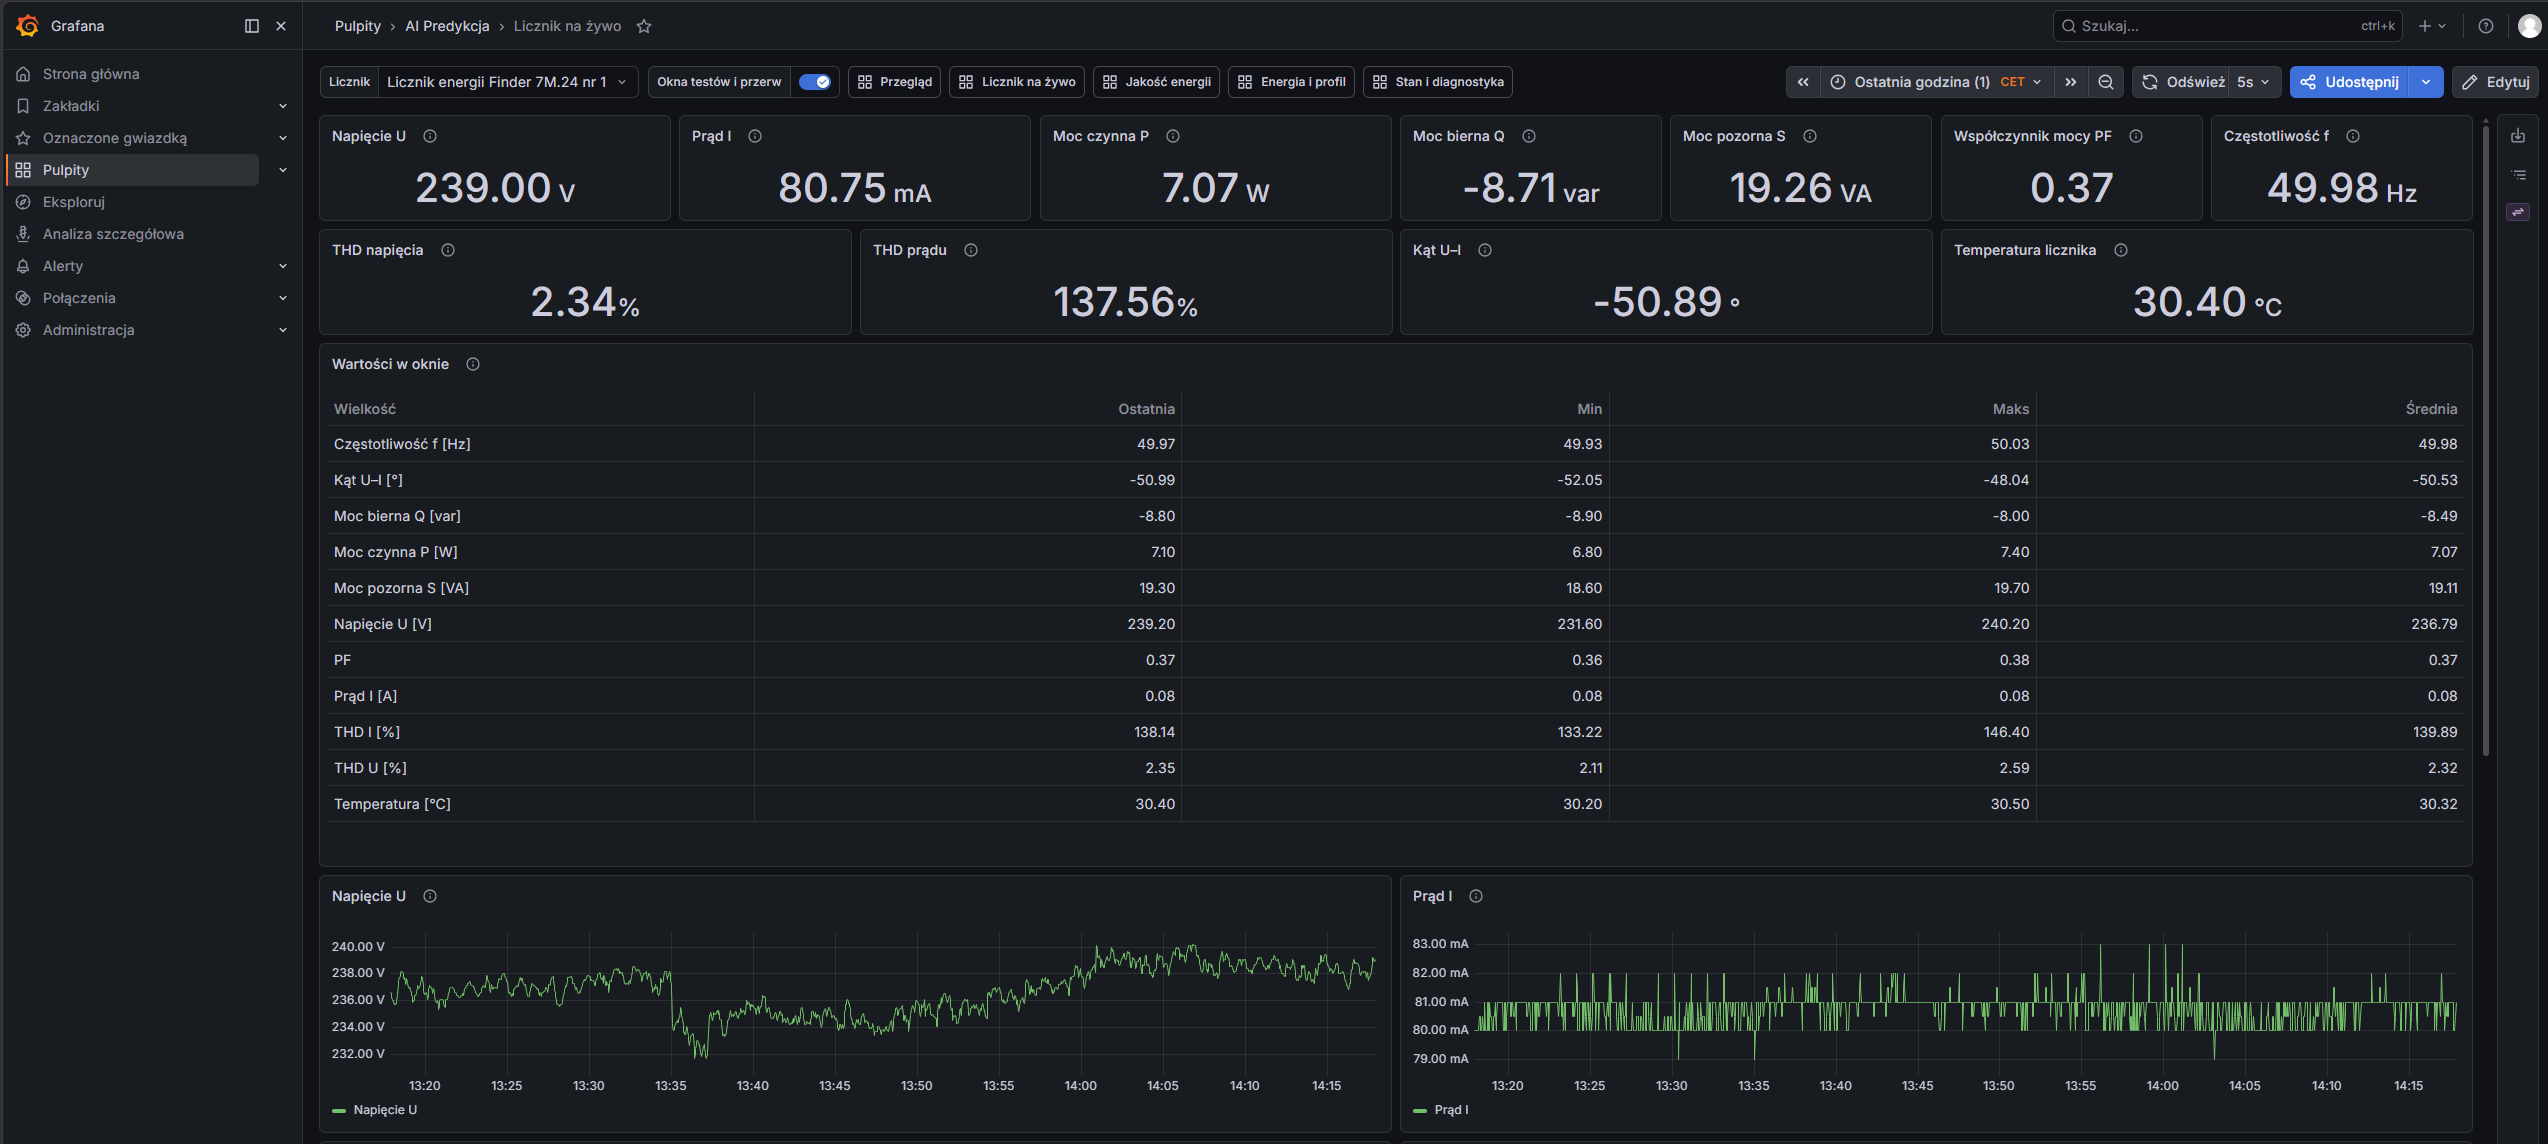 Grafana
Pulpity › AI Predykcja › Licznik na żywo
Szukaj... ctrl+k
Strona główna
Zakładki
Oznaczone gwiazdką
Pulpity
Eksploruj
Analiza szczegółowa
Alerty
Połączenia
Administracja
Licznik Licznik energii Finder 7M.24 nr 1 Okna testów i przerw Przegląd Licznik na żywo Jakość energii Energia i profil Stan i diagnostyka
Ostatnia godzina (1) CET Odśwież 5s Udostępnij Edytuj
Napięcie U
239.00 V
Prąd I
80.75 mA
Moc czynna P
7.07 W
Moc bierna Q
-8.71 var
Moc pozorna S
19.26 VA
Współczynnik mocy PF
0.37
Częstotliwość f
49.98 Hz
THD napięcia
2.34%
THD prądu
137.56%
Kąt U–I
-50.89 °
Temperatura licznika
30.40 °C
Wartości w oknie
Wielkość Ostatnia Min Maks Średnia
Częstotliwość f [Hz] 49.97 49.93 50.03 49.98
Kąt U–I [°] -50.99 -52.05 -48.04 -50.53
Moc bierna Q [var] -8.80 -8.90 -8.00 -8.49
Moc czynna P [W] 7.10 6.80 7.40 7.07
Moc pozorna S [VA] 19.30 18.60 19.70 19.11
Napięcie U [V] 239.20 231.60 240.20 236.79
PF 0.37 0.36 0.38 0.37
Prąd I [A] 0.08 0.08 0.08 0.08
THD I [%] 138.14 133.22 146.40 139.89
THD U [%] 2.35 2.11 2.59 2.32
Temperatura [°C] 30.40 30.20 30.50 30.32
Napięcie U
240.00 V
238.00 V
236.00 V
234.00 V
232.00 V
13:20 13:25 13:30 13:35 13:40 13:45 13:50 13:55 14:00 14:05 14:10 14:15
Napięcie U
Prąd I
83.00 mA
82.00 mA
81.00 mA
80.00 mA
79.00 mA
13:20 13:25 13:30 13:35 13:40 13:45 13:50 13:55 14:00 14:05 14:10 14:15
Prąd I